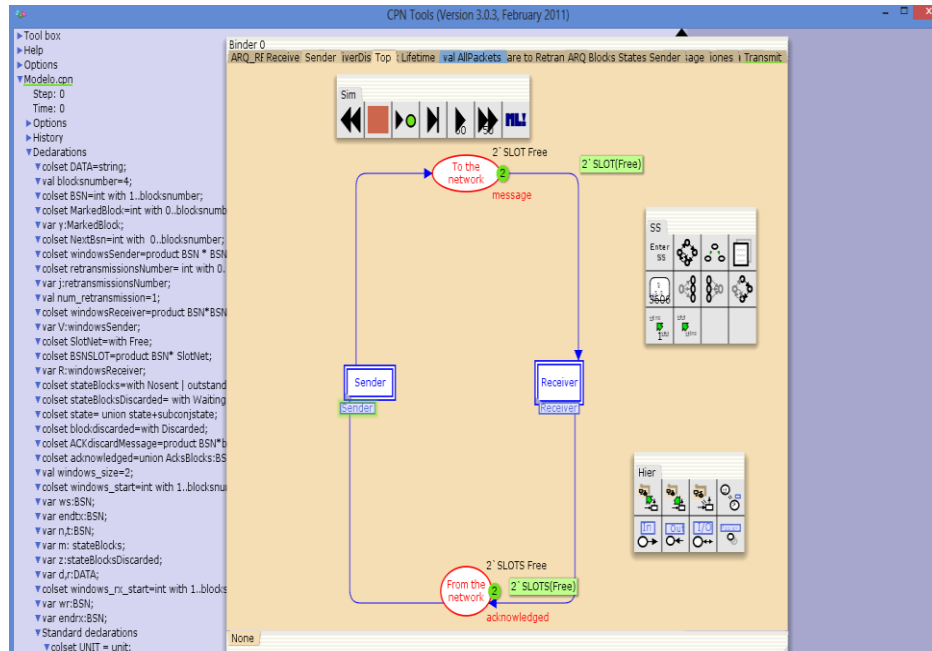 CPN Tools (Version 3.0.3, February 2011)
Tool box
Help
Options
Modelo.cpn
Step: 0
Time: 0
Options
History
Declarations
colset DATA=string;
val blocksnumber=4;
colset BSN=int with 1..blocksnumber;
colset MarkedBlock=int with 0..blocksnumb
var y:MarkedBlock;
colset NextBsn=int with 0..blocksnumber;
colset windowsSender=product BSN * BSN
colset retransmissionsNumber= int with 0.
var j:retransmissionsNumber;
val num_retransmission=1;
colset windowsReceiver=product BSN*BSN
var V:windowsSender;
colset SlotNet=with Free;
colset BSNSLOT=product BSN* SlotNet;
var R:windowsReceiver;
colset stateBlocks=with Nosent | outstand
colset stateBlocksDiscarded= with Waiting
colset state= union state+subconjstate;
colset blockdiscarded=with Discarded;
colset ACKdiscardMessage=product BSN*b
colset acknowledged=union AcksBlocks:BS
val windows_size=2;
colset windows_start=int with 1..blocksnu
var ws:BSN;
var endtx:BSN;
var n,t:BSN;
var m: stateBlocks;
var z:stateBlocksDiscarded;
var d,r:DATA;
colset windows_rx_start=int with 1..blocks
var wr:BSN;
var endrx:BSN;
Standard declarations
colset UNIT = unit;
Binder 0
ARQ_RE Receive Sender iverDis Top : Lifetime val AllPackets are to Retran ARQ Blocks States Sender iage iones Transmit
Sim
50
ML!
2`SLOT Free
To the
network
2
2`SLOT(Free)
message
SS
Enter
SS
Sender
Sender
Receiver
Receiver
Hier
In
Out
I/O
2`SLOTS Free
From the
network
2
2`SLOTS(Free)
acknowledged
None